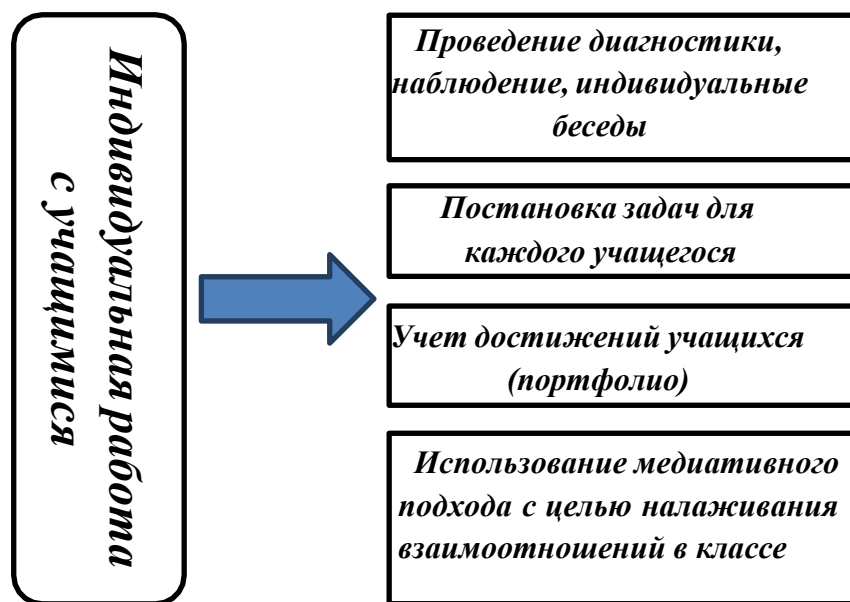 Индивидуальная работа
с учащимися
Проведение диагностики,
наблюдение, индивидуальные
беседы
Постановка задач для
каждого учащегося
Учет достижений учащихся
(портфолио)
Использование медиативного
подхода с целью налаживания
взаимоотношений в классе